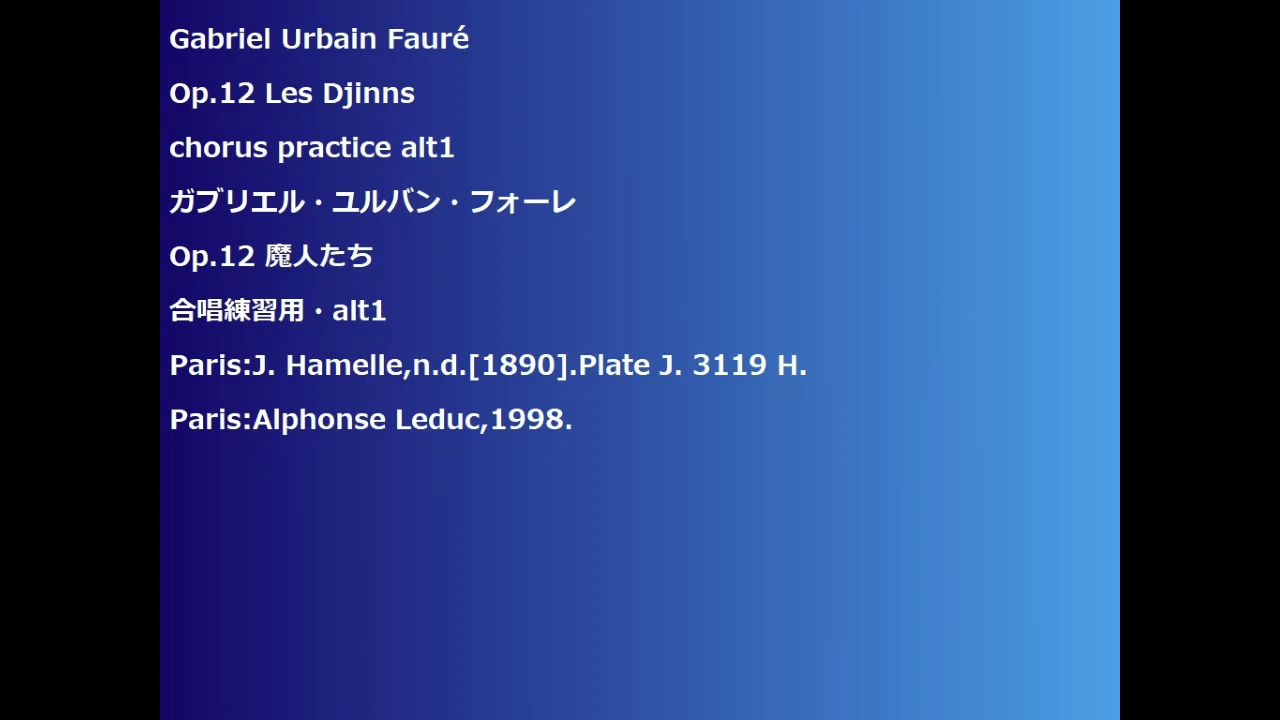 Gabriel Urbain Fauré
Op.12 Les Djinns
chorus practice alt1
ガブリエル・ユルバン・フォーレ
Op.12 魔人たち
合唱練習用・alt1
Paris:J. Hamelle,n.d.[1890].Plate J. 3119 H.
Paris:Alphonse Leduc,1998.